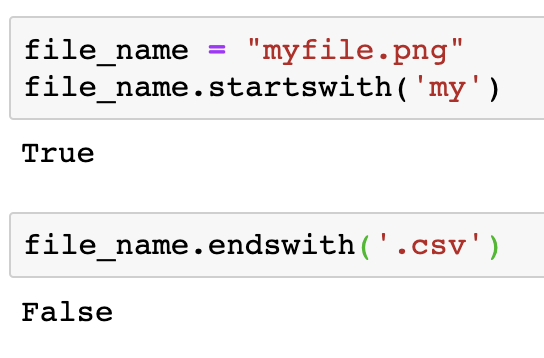 file_name = "myfile.png"
file_name.startswith('my')
True
file_name.endswith('.csv')
False